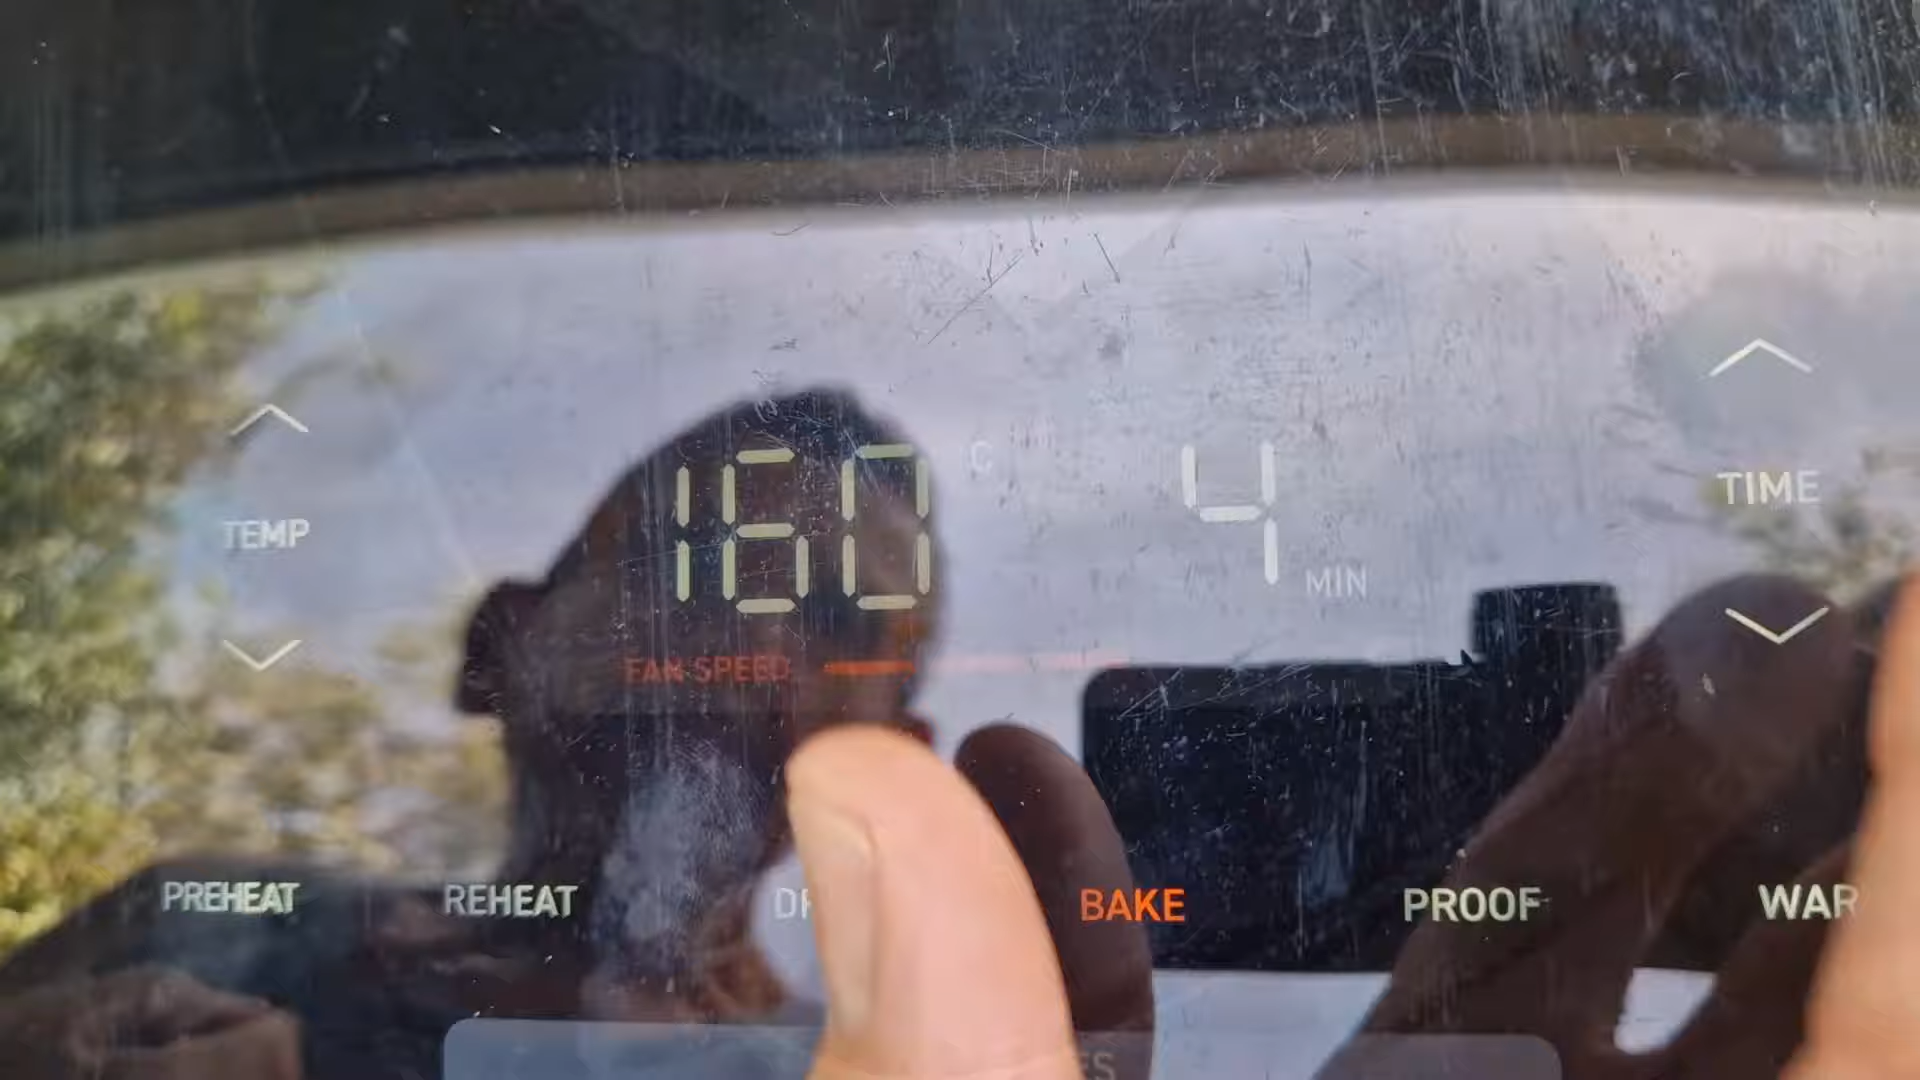 TEMP
160 C
4 MIN
TIME
FAN SPEED
PREHEAT
REHEAT
BAKE
PROOF